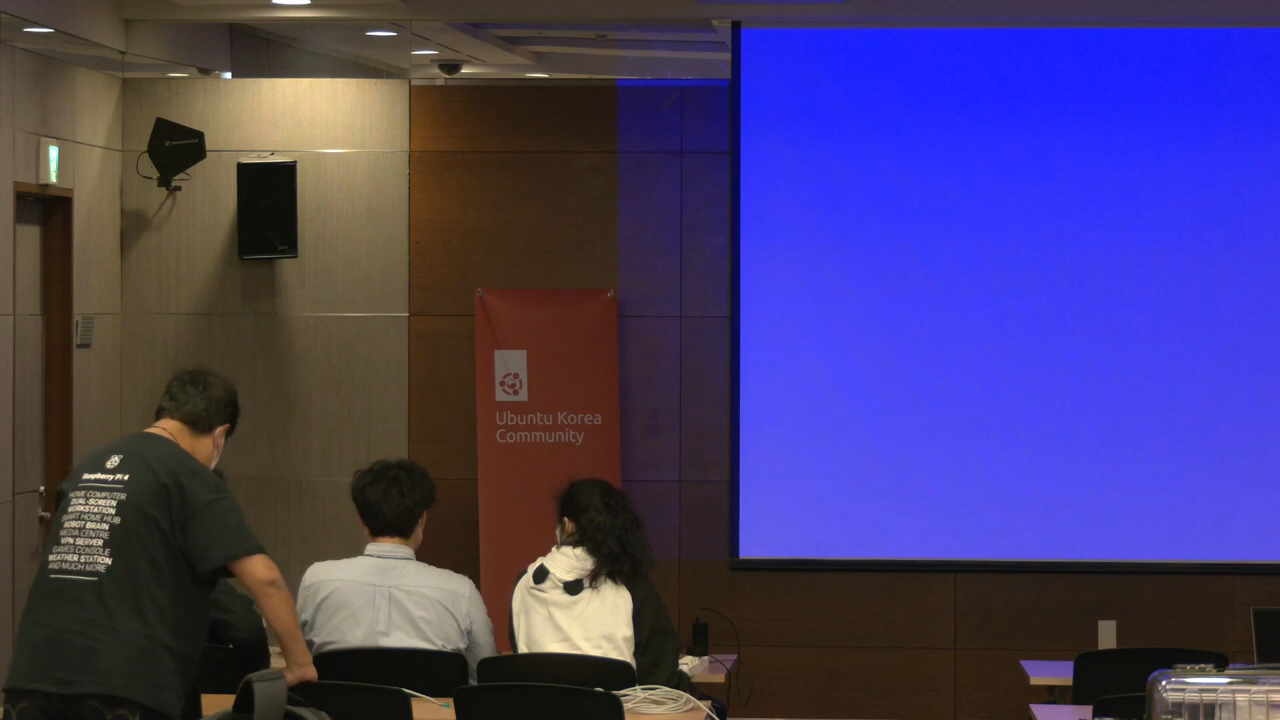 Ubuntu Korea
Community
Raspberry Pi 4
HOME COMPUTER
DUAL-SCREEN
WORKSTATION
SMART HOME HUB
ROBOT BRAIN
MEDIA CENTRE
VPN SERVER
GAMES CONSOLE
WEATHER STATION
AND MUCH MORE